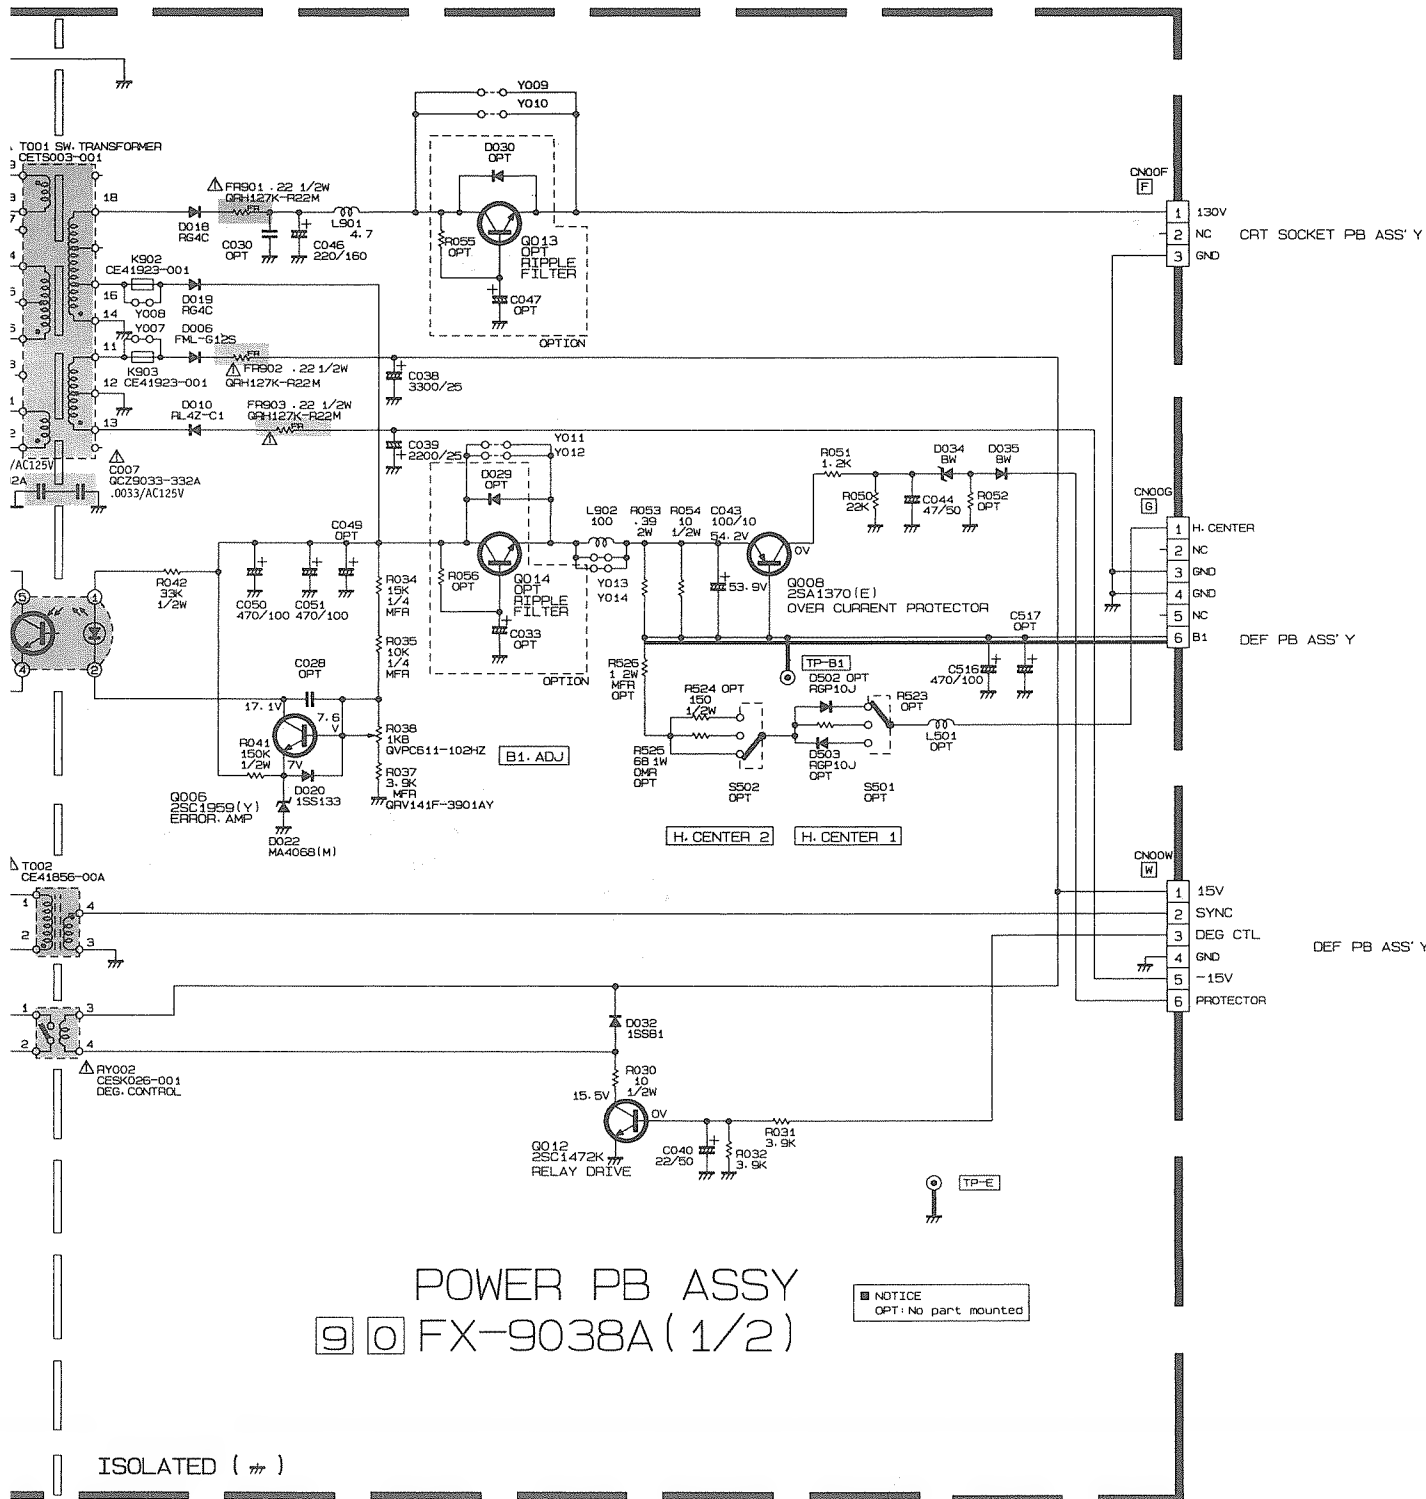 Y009
Y010
T001 SW. TRANSFORMER
CETS003-001
D030
OPT
CN00F
F
18
FR901 .22 1/2W
QRH127K-R22M
D018
RG4C
C030
OPT
C046
220/160
L901
4.7
R055
OPT
Q013
OPT
RIPPLE
FILTER
C047
OPT
OPTION
1 130V
2 NC
3 GND
CRT SOCKET PB ASS'Y
K902
CE41923-001
16
Y008
D019
RG4C
14
Y007
D006
FML-G12S
11
K903
CE41923-001
FR902 .22 1/2W
QRH127K-R22M
C038
3300/25
12
D010
RL4Z-C1
FR903 .22 1/2W
QRH127K-R22M
13
C039
2200/25
Y011
Y012
D029
OPT
/AC125V
2A
C007
QCZ9033-332A
.0033/AC125V
R051
1.2K
D034
BW
D035
BW
R050
22K
C044
47/50
R052
OPT
CN00G
G
1 H. CENTER
2 NC
3 GND
4 GND
5 NC
6 B1
DEF PB ASS'Y
L902
100
R053
.39
2W
R054
10
1/2W
C043
100/10
54.2V
0V
53.9V
Y013
Y014
Q008
2SA1370(E)
OVER CURRENT PROTECTOR
C049
OPT
R042
33K
1/2W
C050
470/100
C051
470/100
R034
15K
1/4
MFR
R056
OPT
Q014
OPT
RIPPLE
FILTER
C033
OPT
OPTION
5
1
4
2
R035
10K
1/4
MFR
C028
OPT
17.1V
7.6
V
7V
R038
1KB
QVPC611-102HZ
B1. ADJ
R041
150K
1/2W
R037
3.9K
MFR
QRV141F-3901AY
D020
1SS133
Q006
2SC1959(Y)
ERROR. AMP
D022
MA4068(M)
C517
OPT
C516
470/100
TP-B1
R526
1 2W
MFR
OPT
R524 OPT
150
1/2W
D502 OPT
RGP10J
R523
OPT
L501
OPT
R525
68 1W
OMR
OPT
D503
RGP10J
OPT
S502
OPT
S501
OPT
H. CENTER 2
H. CENTER 1
T002
CE41856-00A
1
2
4
3
CN00W
W
1 15V
2 SYNC
3 DEG CTL
4 GND
5 -15V
6 PROTECTOR
DEF PB ASS'Y
1
2
3
4
RY002
CESK026-001
DEG. CONTROL
D032
1SS81
R030
10
1/2W
15.5V
0V
Q012
2SC1472K
RELAY DRIVE
C040
22/50
R032
3.9K
R031
3.9K
TP-E
POWER PB ASSY
9 0 FX-9038A(1/2)
NOTICE
OPT: No part mounted
ISOLATED ( )